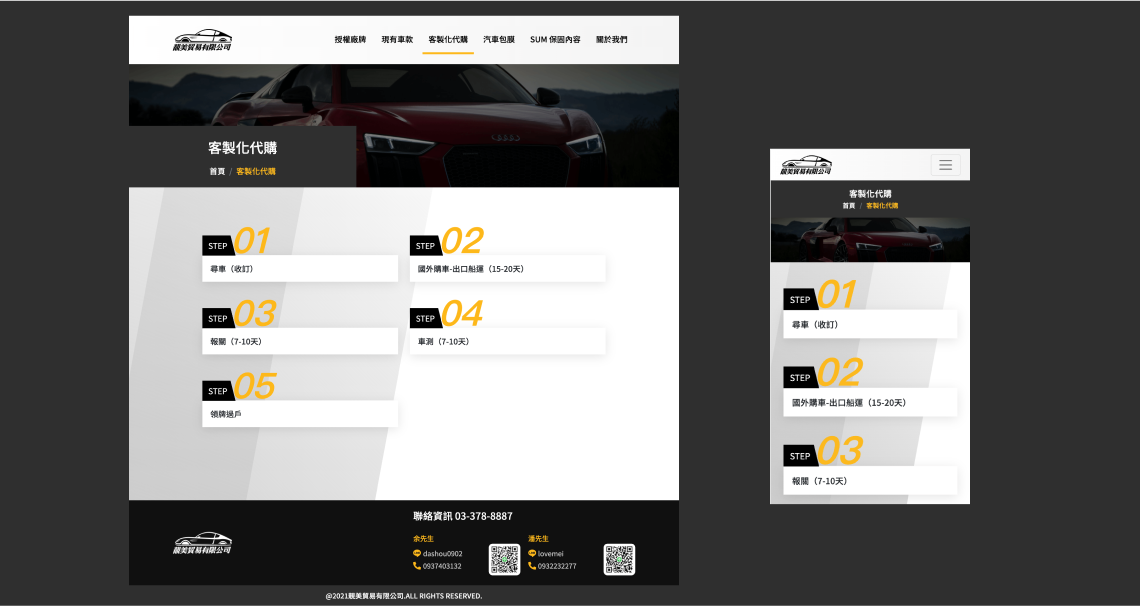 靚美貿易有限公司
授權廠牌 現有車款 客製化代購 汽車包膜 SUM 保固內容 關於我們
客製化代購
首頁 / 客製化代購
STEP 01
尋車（收訂）
STEP 02
國外購車-出口船運（15-20天）
STEP 03
報關（7-10天）
STEP 04
車測（7-10天）
STEP 05
領牌過戶
靚美貿易有限公司
聯絡資訊 03-378-8887
余先生
dashou0902
0937403132
潘先生
lovemei
0932232277
@2021靚美貿易有限公司.ALL RIGHTS RESERVED.
靚美貿易有限公司
客製化代購
首頁 / 客製化代購
STEP 01
尋車（收訂）
STEP 02
國外購車-出口船運（15-20天）
STEP 03
報關（7-10天）